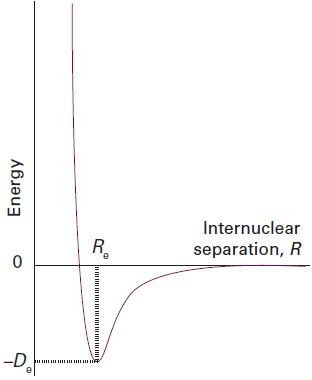 Energy
Internuclear
separation, R
Re
0
–De